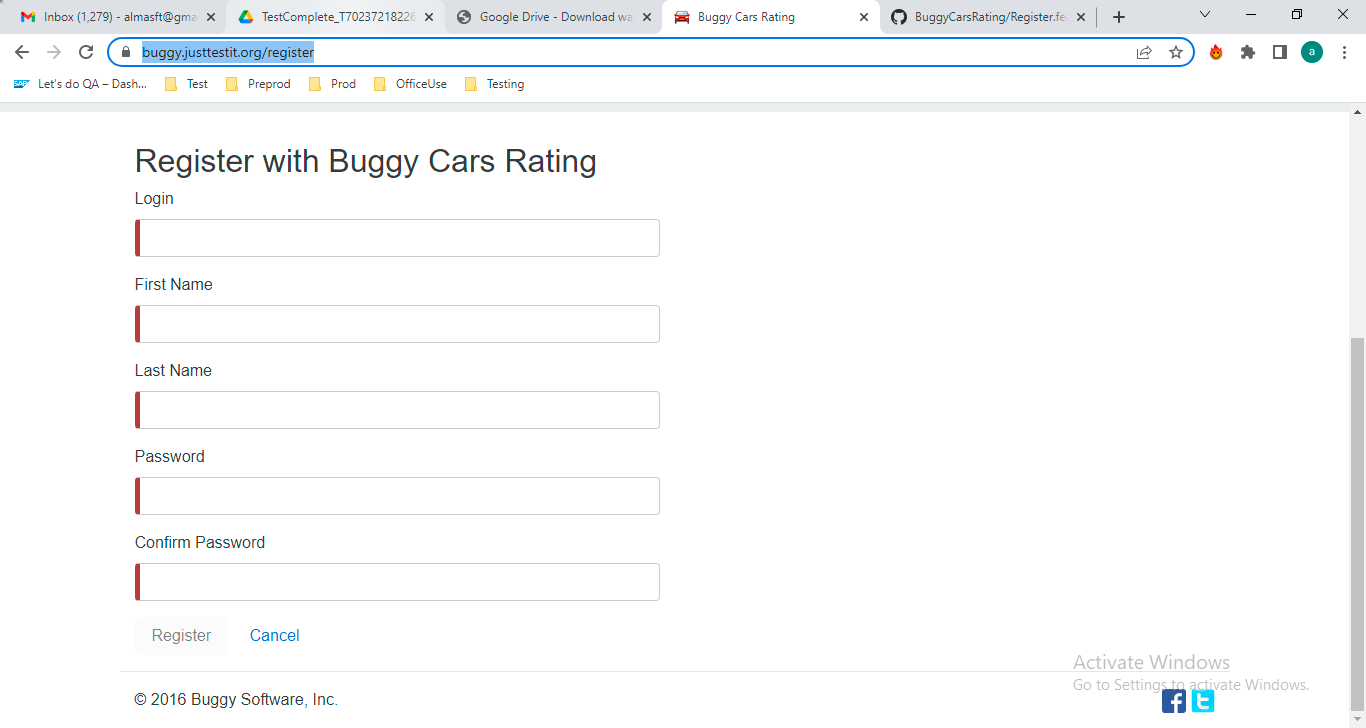 Inbox (1,279) - almasft@gma
TestComplete_T70237218226
Google Drive - Download wa
Buggy Cars Rating
BuggyCarsRating/Register.fe
buggy.justtestit.org/register
a
Let's do QA – Dash...
Test
Preprod
Prod
OfficeUse
Testing
Register with Buggy Cars Rating
Login
First Name
Last Name
Password
Confirm Password
Register
Cancel
Activate Windows
Go to Settings to activate Windows.
© 2016 Buggy Software, Inc.